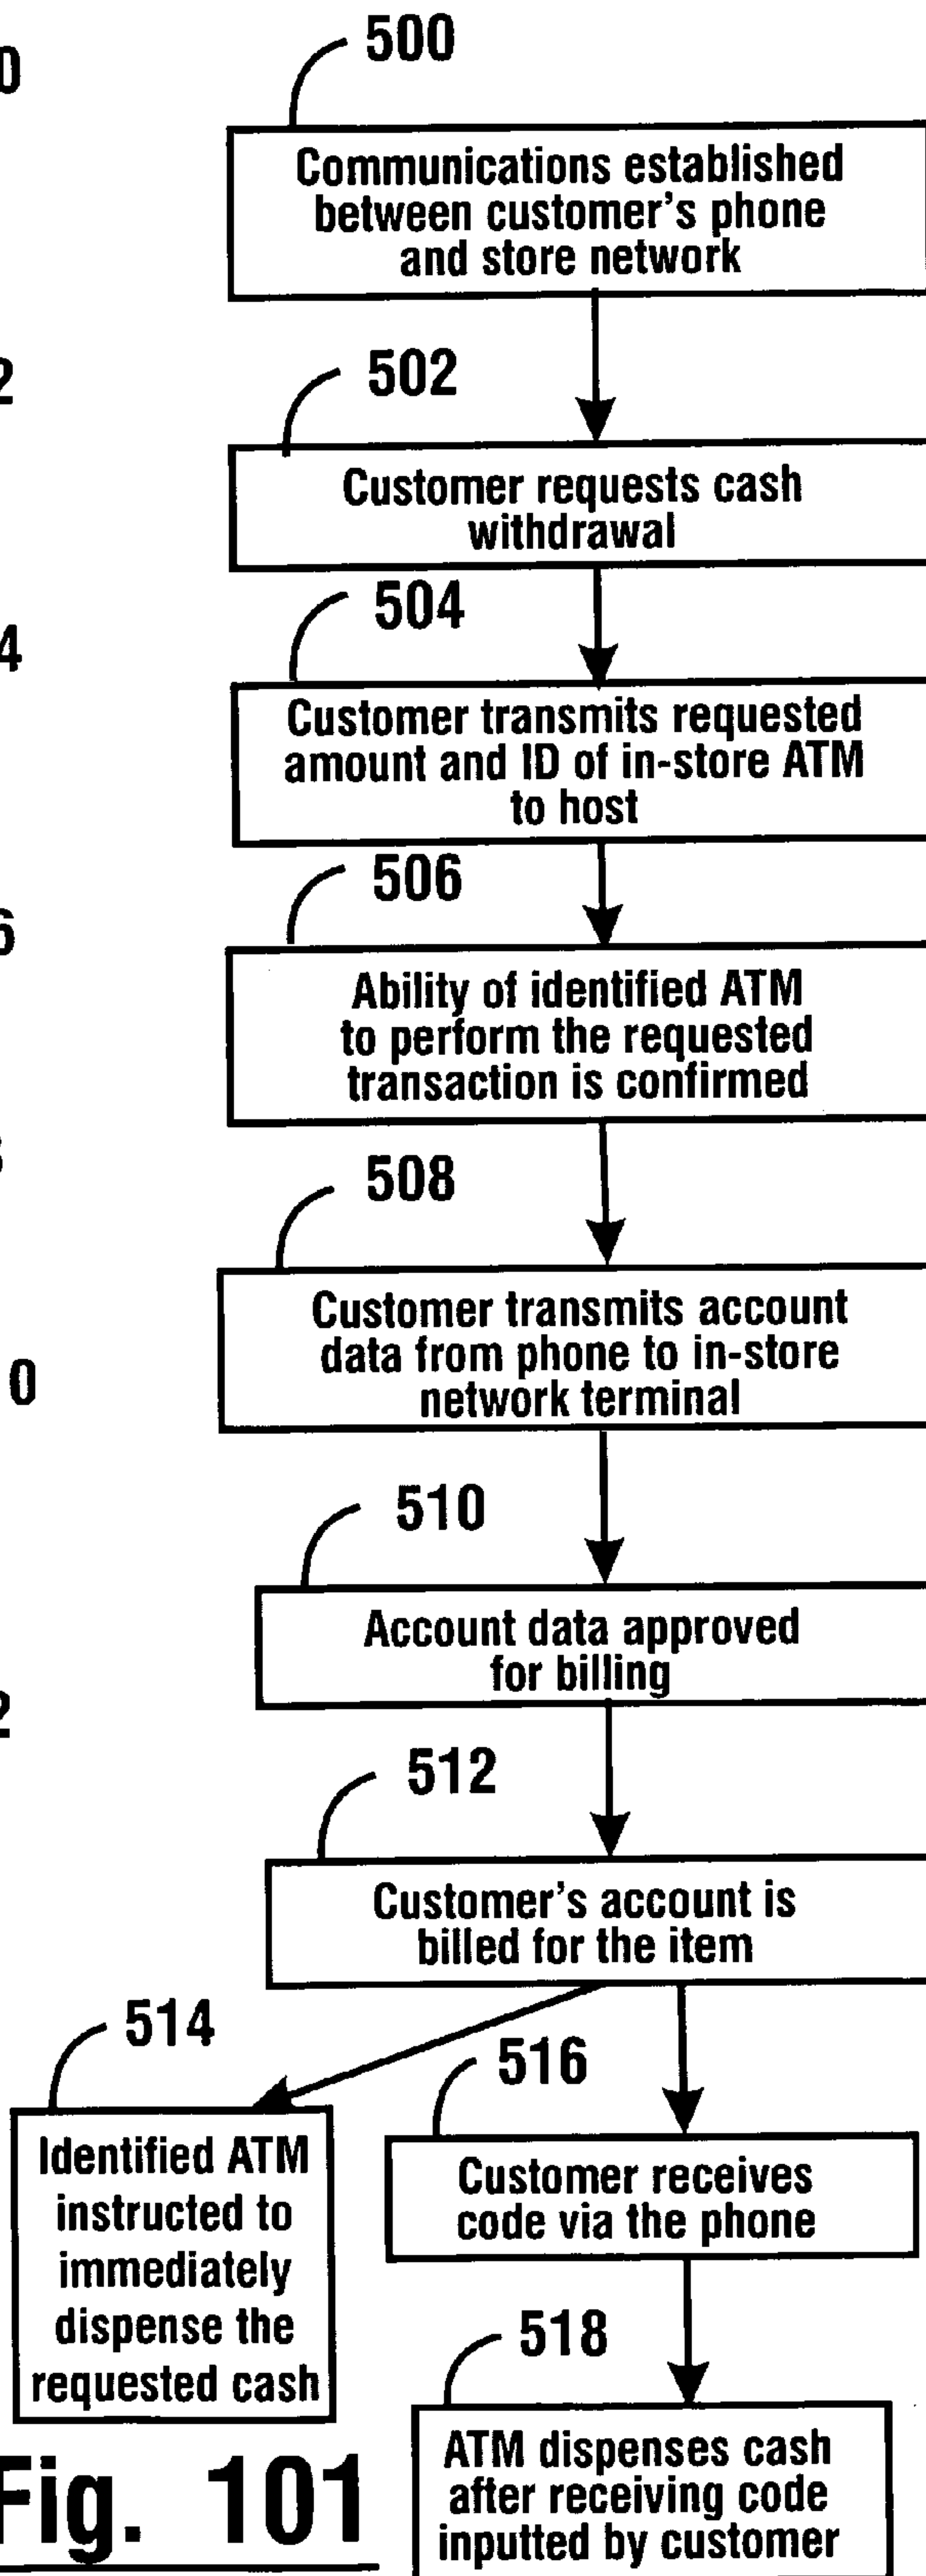 500
Communications established
between customer's phone
and store network
502
Customer requests cash
withdrawal
504
Customer transmits requested
amount and ID of in-store ATM
to host
506
Ability of identified ATM
to perform the requested
transaction is confirmed
508
Customer transmits account
data from phone to in-store
network terminal
510
Account data approved
for billing
512
Customer's account is
billed for the item
514
Identified ATM
instructed to
immediately
dispense the
requested cash
516
Customer receives
code via the phone
518
ATM dispenses cash
after receiving code
inputted by customer
Fig. 101